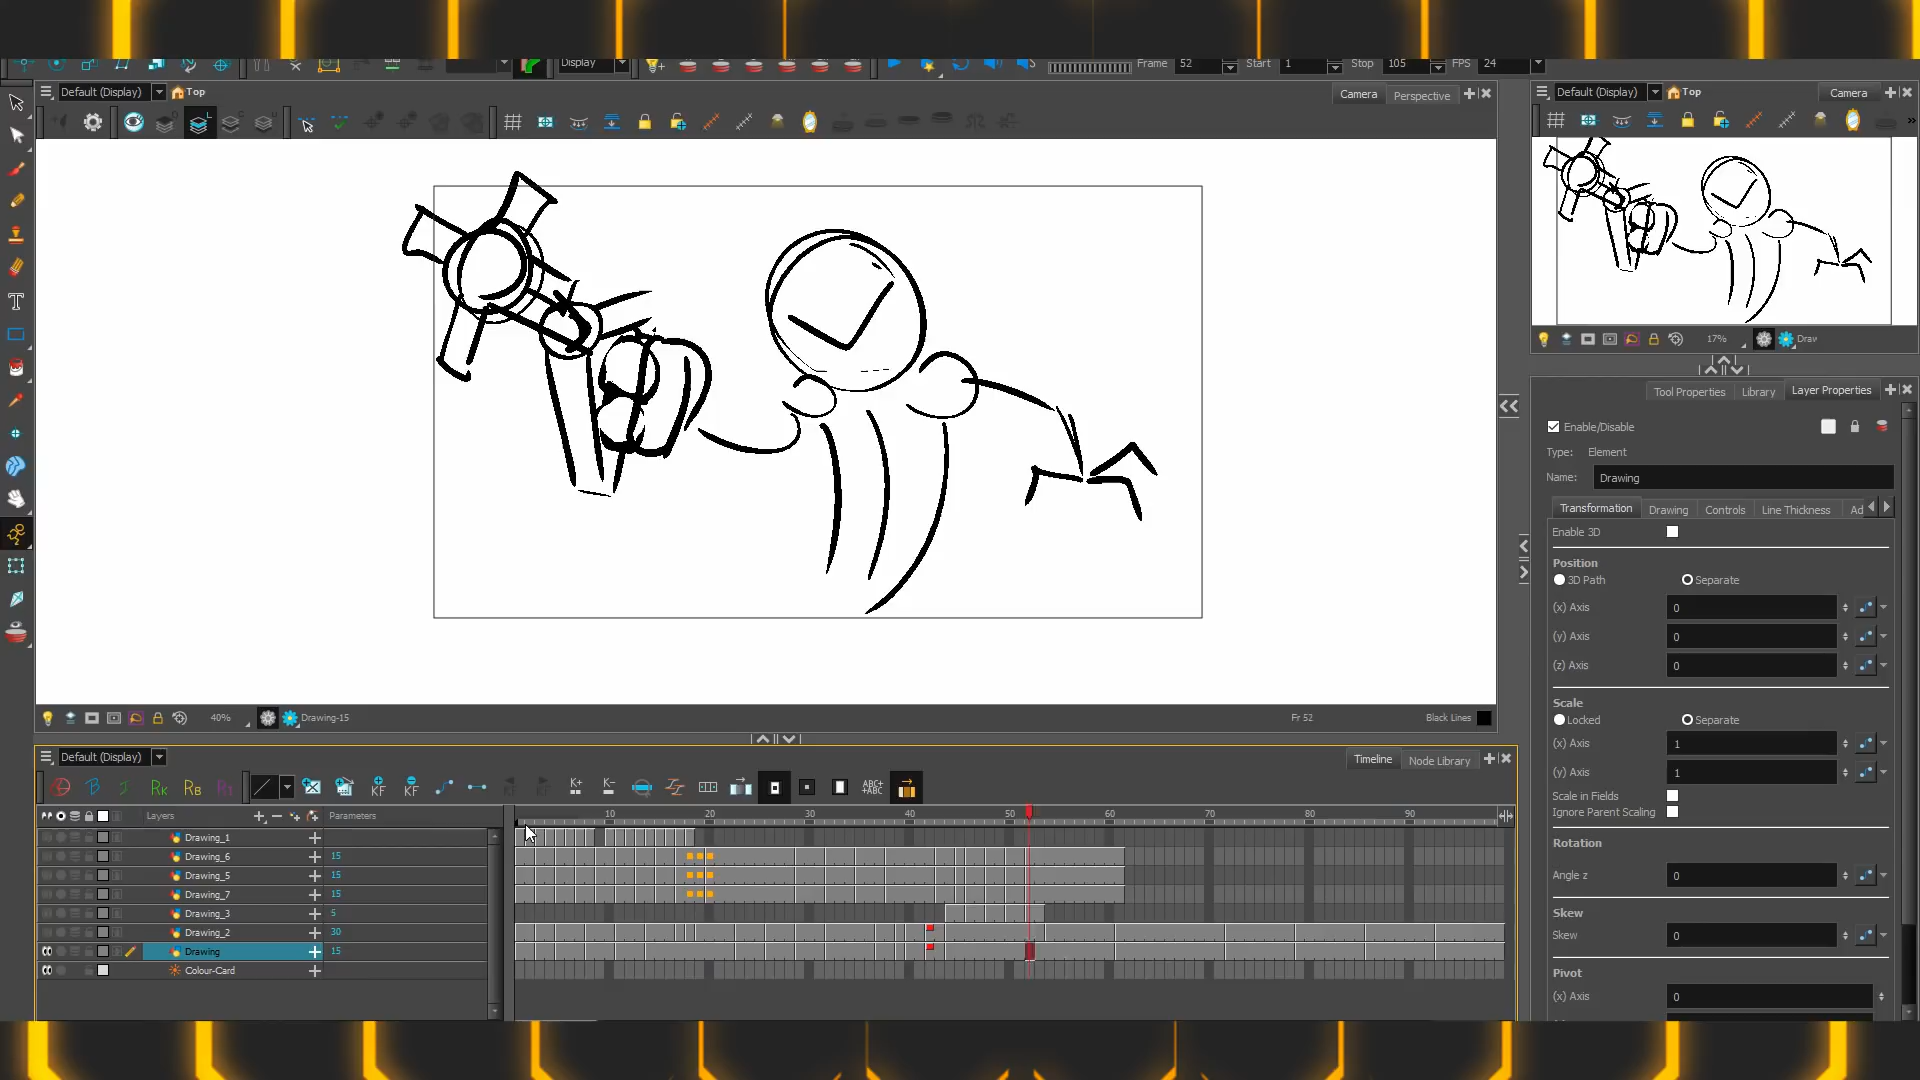 Display Frame 52 Start 1 Stop 105 FPS 24
Default (Display) Top Camera Perspective
Default (Display) Top Camera
17% Draw
Tool Properties Library Layer Properties
Enable/Disable
Type: Element
Name: Drawing
Transformation Drawing Controls Line Thickness Ad
Enable 3D
Position
3D Path Separate
(x) Axis 0
(y) Axis 0
(z) Axis 0
Scale
Locked Separate
(x) Axis 1
(y) Axis 1
Scale in Fields
Ignore Parent Scaling
Rotation
Angle z 0
Skew
Skew 0
Pivot
(x) Axis 0
40% Drawing-15 Fr 52 Black Lines
Default (Display) Timeline Node Library
Layers Parameters 10 20 30 40 50 60 70 80 90
Drawing_1
Drawing_6 15
Drawing_5 15
Drawing_7 15
Drawing_3 5
Drawing_2 30
Drawing 15
Colour-Card